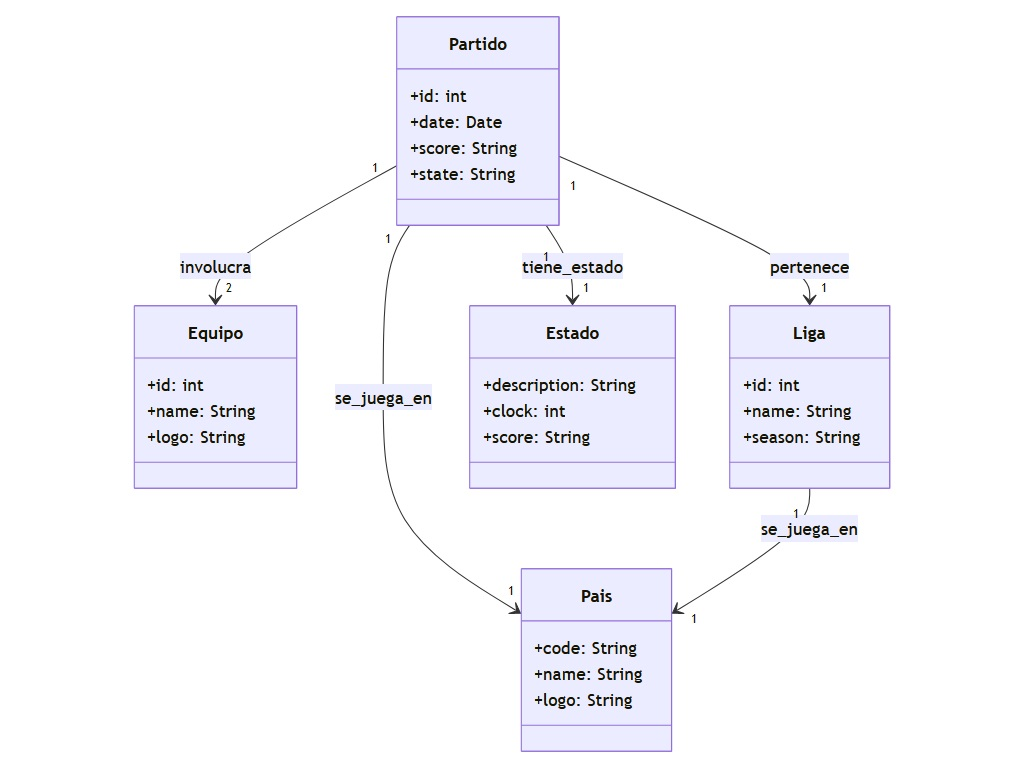 Partido
+id: int
+date: Date
+score: String
+state: String
1
1
1
1
involucra
tiene_estado
pertenece
2
1
1
Equipo
+id: int
+name: String
+logo: String
Estado
+description: String
+clock: int
+score: String
Liga
+id: int
+name: String
+season: String
se_juega_en
1
se_juega_en
1
1
Pais
+code: String
+name: String
+logo: String